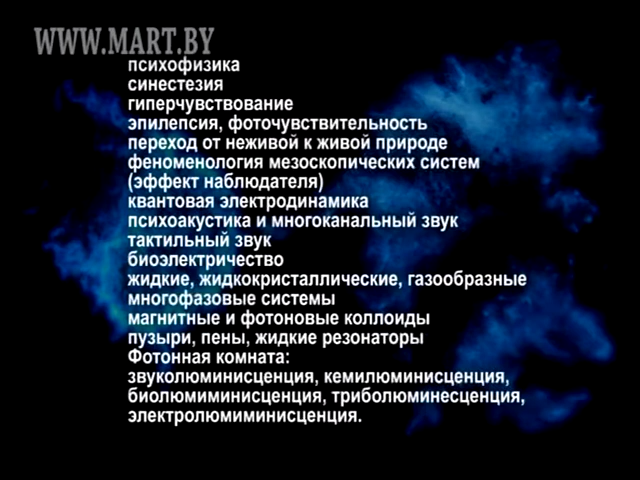 WWW.MART.BY
психофизика
синестезия
гиперчувствование
эпилепсия, фоточувствительность
переход от неживой к живой природе
феноменология мезоскопических систем
(эффект наблюдателя)
квантовая электродинамика
психоакустика и многоканальный звук
тактильный звук
биоэлектричество
жидкие, жидкокристаллические, газообразные
многофазовые системы
магнитные и фотоновые коллоиды
пузыри, пены, жидкие резонаторы
Фотонная комната:
звуколюминисценция, кемилюминисценция,
биолюмиминисценция, триболюминесценция,
электролюмиминисценция.